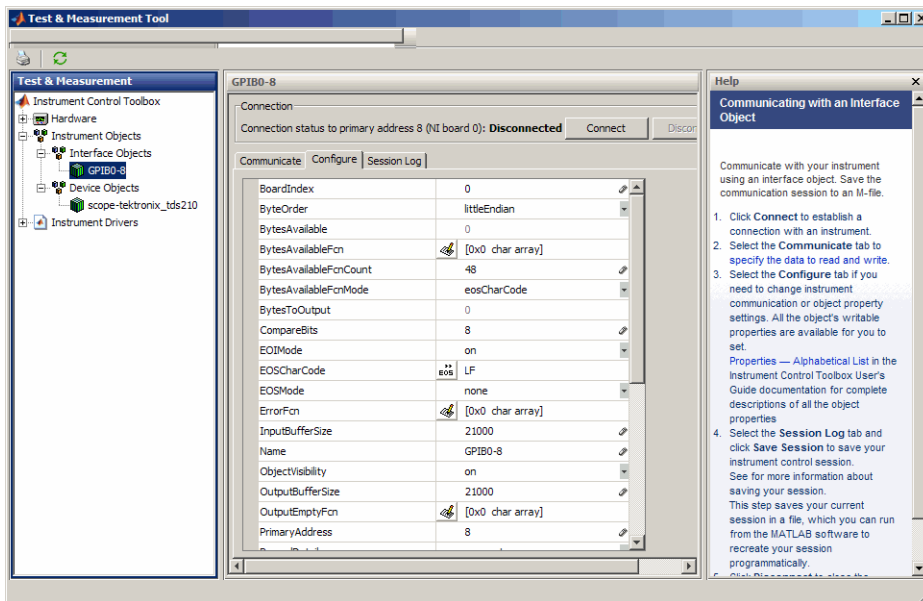 Test & Measurement Tool
Test & Measurement
Instrument Control Toolbox
Hardware
Instrument Objects
Interface Objects
GPIB0-8
Device Objects
scope-tektronix_tds210
Instrument Drivers
GPIB0-8
Connection
Connection status to primary address 8 (NI board 0): Disconnected
Connect
Discor
Communicate
Configure
Session Log
BoardIndex 0
ByteOrder littleEndian
BytesAvailable 0
BytesAvailableFcn [0x0 char array]
BytesAvailableFcnCount 48
BytesAvailableFcnMode eosCharCode
BytesToOutput 0
CompareBits 8
EOIMode on
EOSCharCode EOS LF
EOSMode none
ErrorFcn [0x0 char array]
InputBufferSize 21000
Name GPIB0-8
ObjectVisibility on
OutputBufferSize 21000
OutputEmptyFcn [0x0 char array]
PrimaryAddress 8
Help
Communicating with an Interface
Object
Communicate with your instrument
using an interface object. Save the
communication session to an M-file.
1. Click Connect to establish a
connection with an instrument.
2. Select the Communicate tab to
specify the data to read and write.
3. Select the Configure tab if you
need to change instrument
communication or object property
settings. All the object's writable
properties are available for you to
set.
Properties — Alphabetical List in the
Instrument Control Toolbox User's
Guide documentation for complete
descriptions of all the object
properties
4. Select the Session Log tab and
click Save Session to save your
instrument control session.
See for more information about
saving your session.
This step saves your current
session in a file, which you can run
from the MATLAB software to
recreate your session
programmatically.